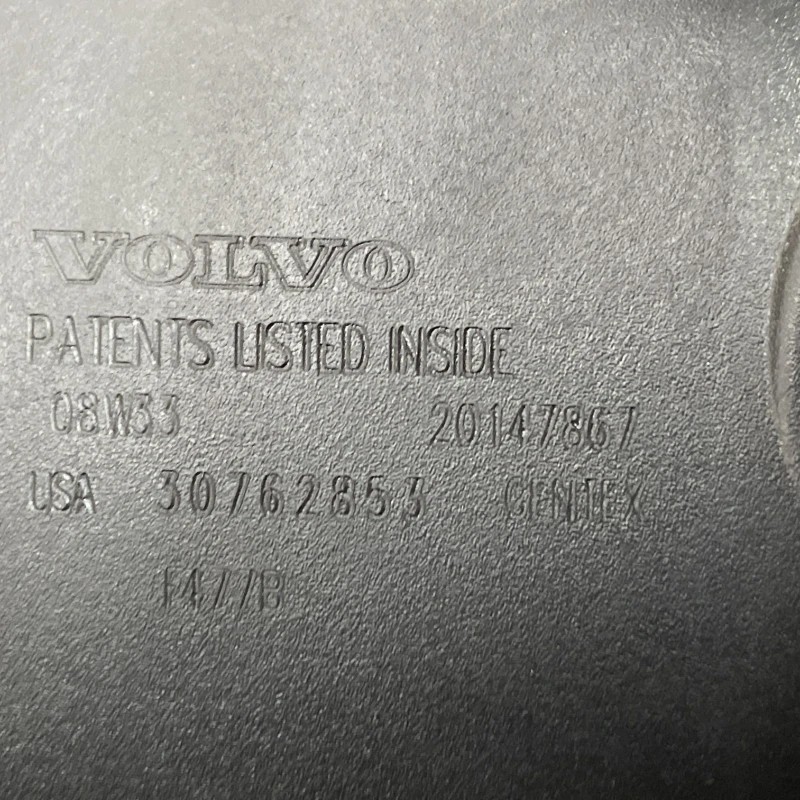 VOLVO
PATENTS LISTED INSIDE
08W33 20147867
USA 30762853 GENTEX
F477B